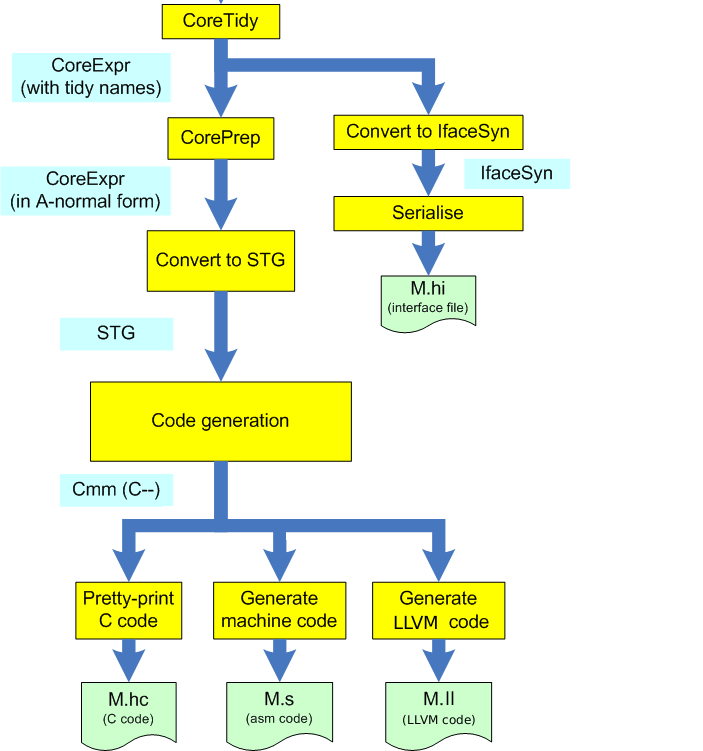 CoreTidy
CoreExpr
(with tidy names)
CorePrep
Convert to IfaceSyn
CoreExpr
(in A-normal form)
IfaceSyn
Serialise
Convert to STG
M.hi
(interface file)
STG
Code generation
Cmm (C--)
Pretty-print
C code
Generate
machine code
Generate
LLVM code
M.hc
(C code)
M.s
(asm code)
M.ll
(LLVM code)